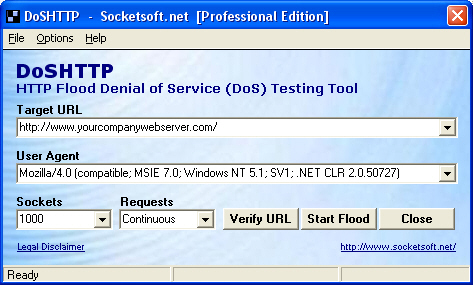 DoSHTTP - Socketsoft.net [Professional Edition]
File Options Help
DoSHTTP
HTTP Flood Denial of Service (DoS) Testing Tool
Target URL
http://www.yourcompanywebserver.com/
User Agent
Mozilla/4.0 (compatible; MSIE 7.0; Windows NT 5.1; SV1; .NET CLR 2.0.50727)
Sockets Requests
1000 Continuous Verify URL Start Flood Close
Legal Disclaimer http://www.socketsoft.net/
Ready